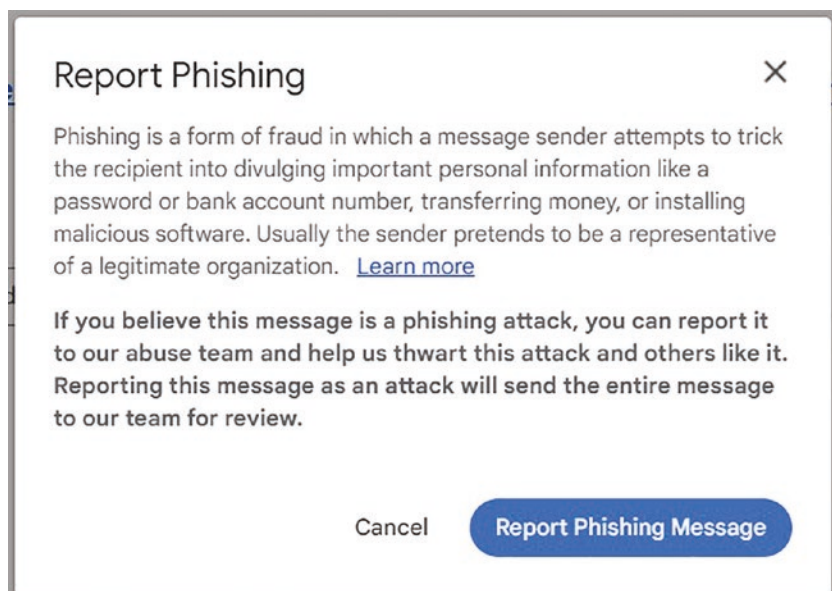 Report Phishing
Phishing is a form of fraud in which a message sender attempts to trick
the recipient into divulging important personal information like a
password or bank account number, transferring money, or installing
malicious software. Usually the sender pretends to be a representative
of a legitimate organization. Learn more
If you believe this message is a phishing attack, you can report it
to our abuse team and help us thwart this attack and others like it.
Reporting this message as an attack will send the entire message
to our team for review.
Cancel Report Phishing Message